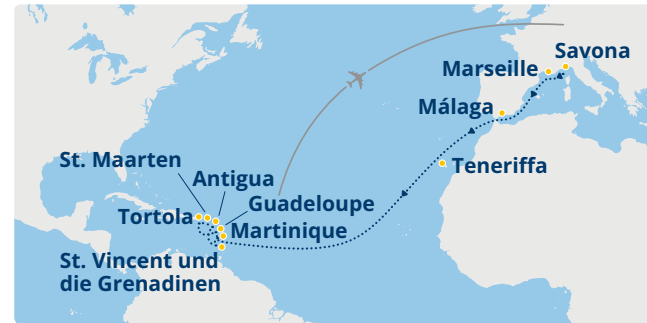 Savona
Marseille
Málaga
St. Maarten
Teneriffa
Antigua
Guadeloupe
Tortola
Martinique
St. Vincent und
die Grenadinen